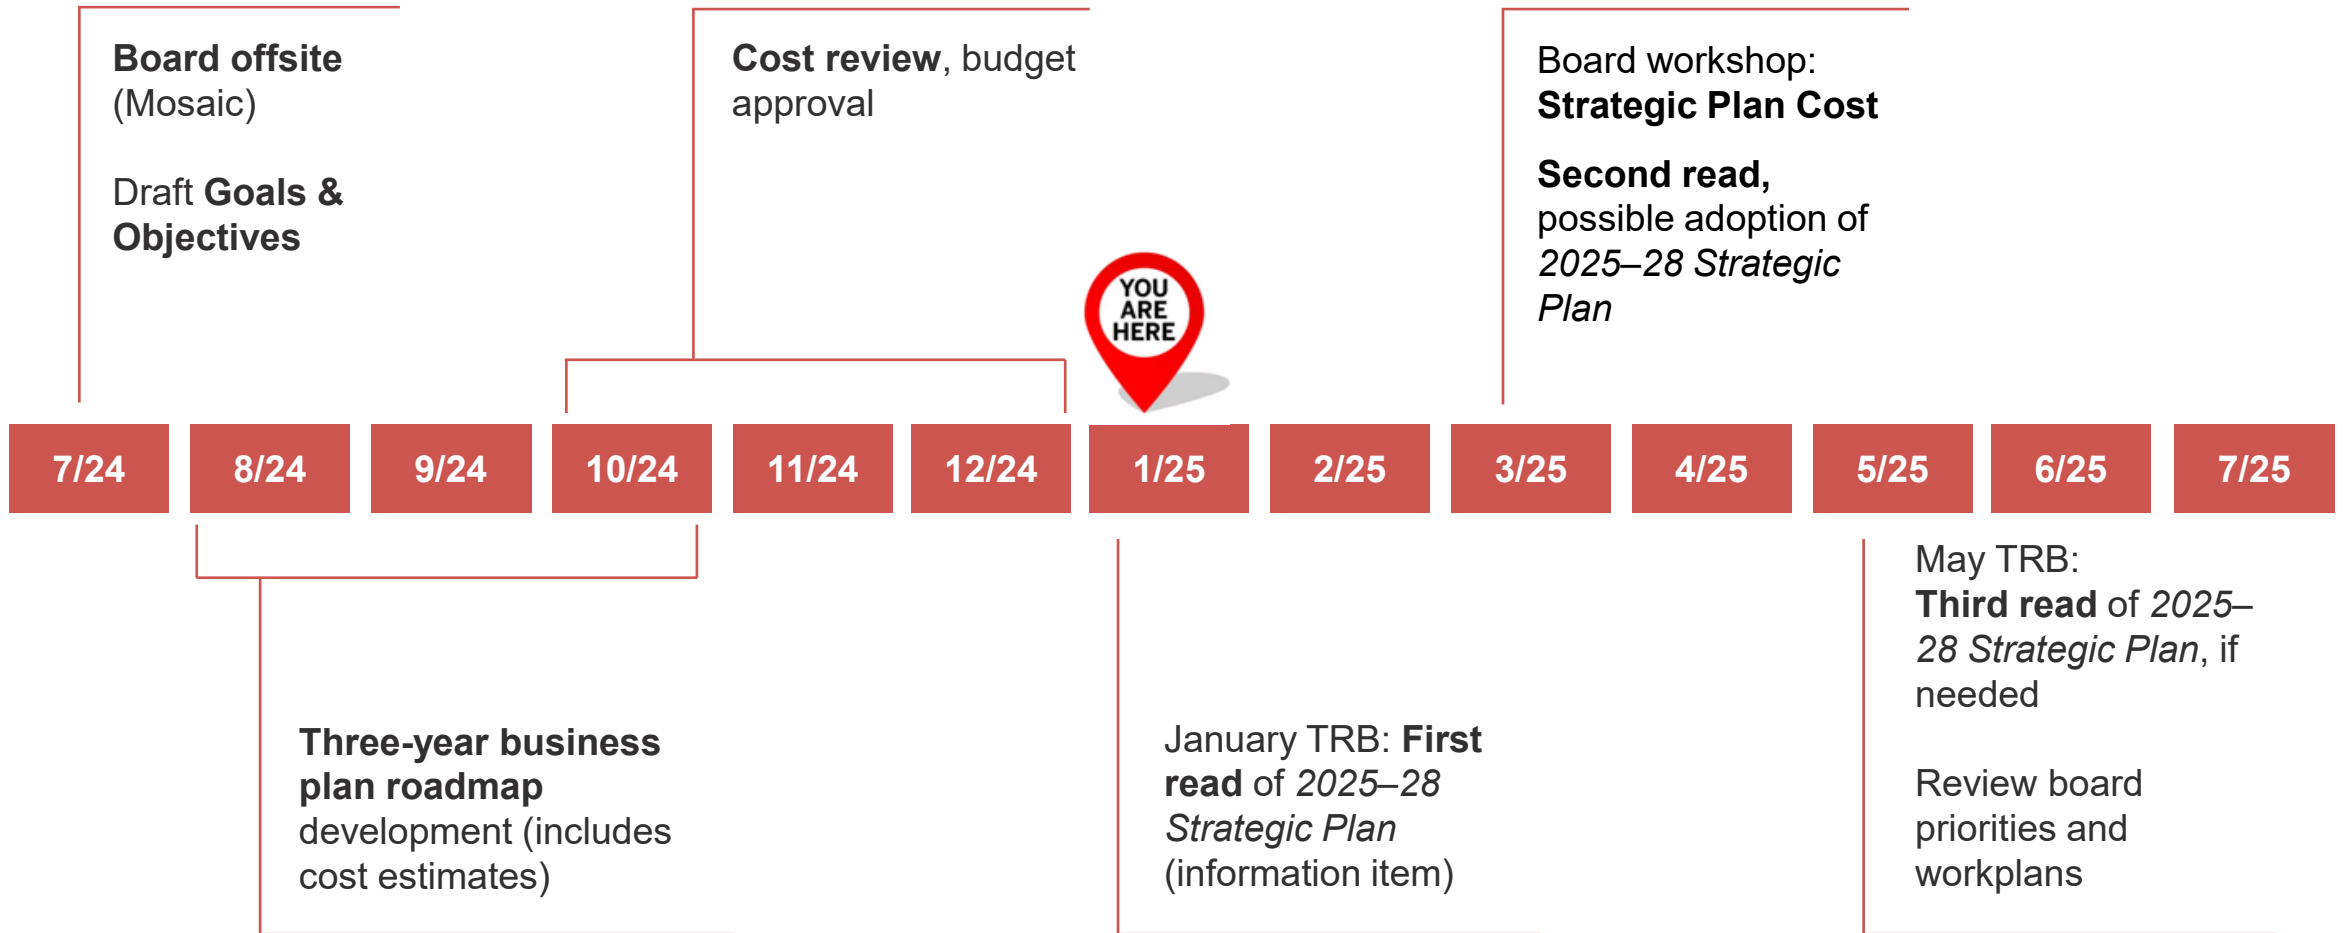 Board offsite
(Mosaic)
Draft Goals &
Objectives
Cost review, budget
approval
Board workshop:
Strategic Plan Cost
Second read,
possible adoption of
2025–28 Strategic
Plan
YOU
ARE
HERE
7/24
8/24
9/24
10/24
11/24
12/24
1/25
2/25
3/25
4/25
5/25
6/25
7/25
Three-year business
plan roadmap
development (includes
cost estimates)
January TRB: First
read of 2025–28
Strategic Plan
(information item)
May TRB:
Third read of 2025–
28 Strategic Plan, if
needed
Review board
priorities and
workplans